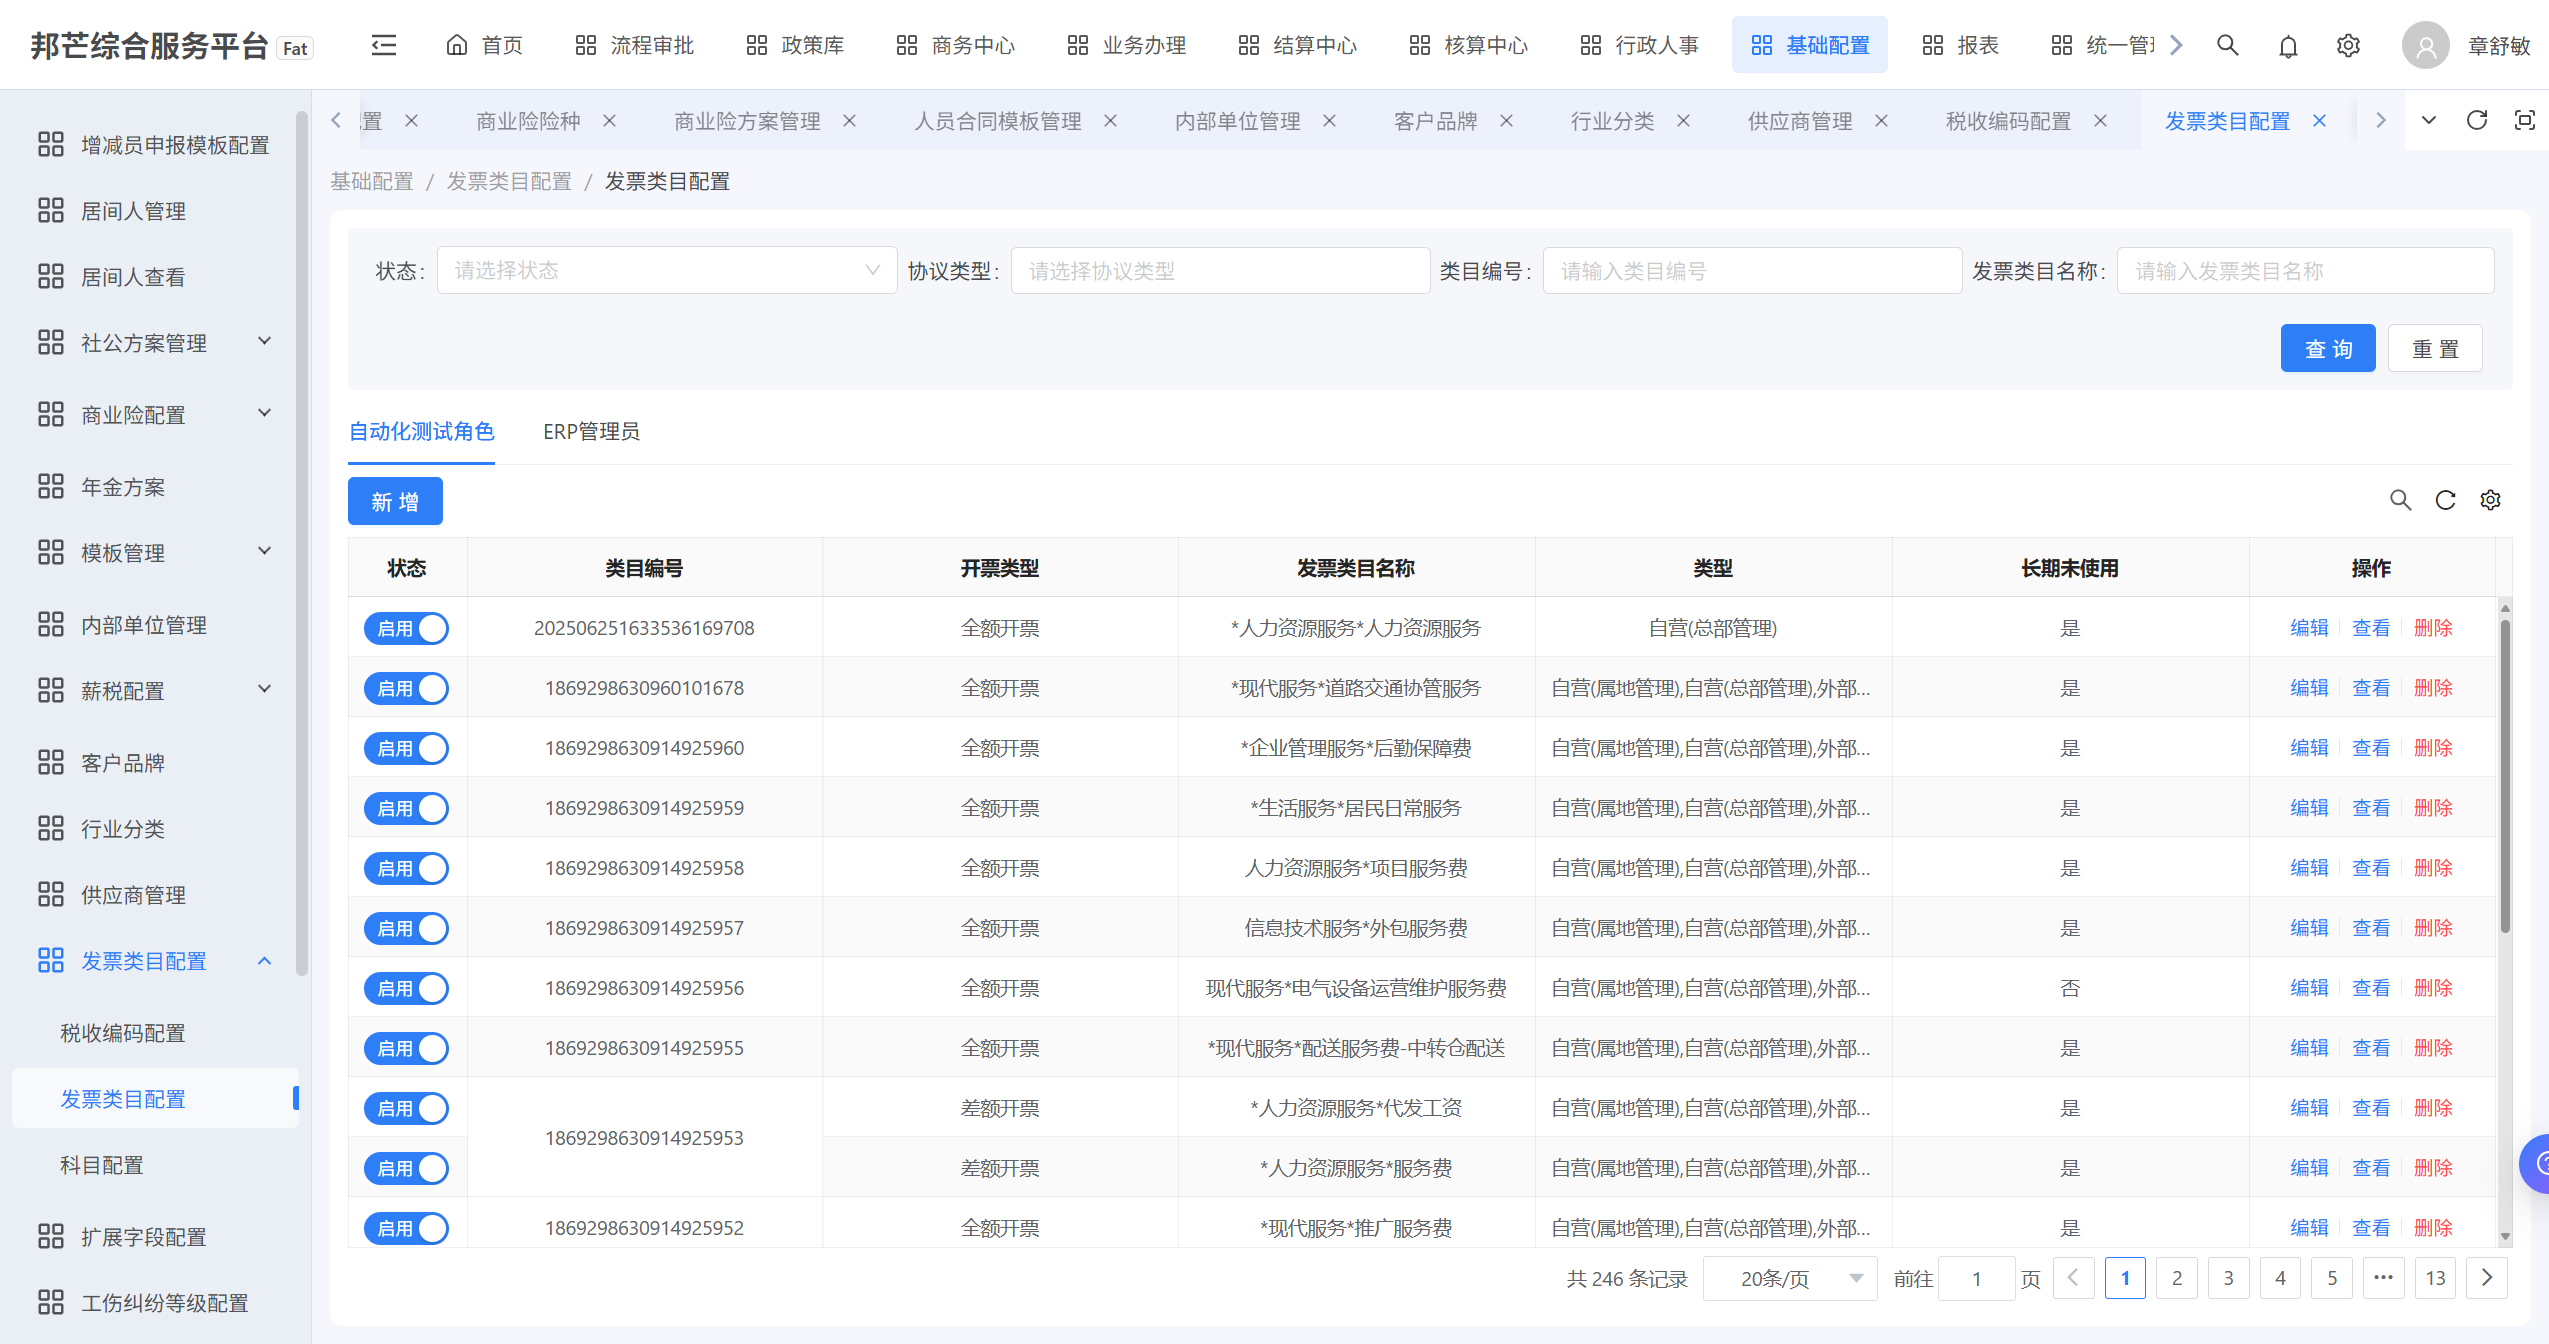 邦芒综合服务平台 Fat 首页 流程审批 政策库 商务中心 业务办理 结算中心 核算中心 行政人事 基础配置 报表 统一管 章舒敏
置 商业险险种 商业险方案管理 人员合同模板管理 内部单位管理 客户品牌 行业分类 供应商管理 税收编码配置 发票类目配置
增减员申报模板配置
居间人管理
居间人查看
社公方案管理
商业险配置
年金方案
模板管理
内部单位管理
薪税配置
客户品牌
行业分类
供应商管理
发票类目配置
税收编码配置
发票类目配置
科目配置
扩展字段配置
工伤纠纷等级配置
基础配置 / 发票类目配置 / 发票类目配置
状态: 请选择状态 协议类型: 请选择协议类型 类目编号: 请输入类目编号 发票类目名称: 请输入发票类目名称
查询 重置
自动化测试角色 ERP管理员
新增
状态 类目编号 开票类型 发票类目名称 类型 长期未使用 操作
启用 202506251633536169708 全额开票 *人力资源服务*人力资源服务 自营(总部管理) 是 编辑 查看 删除
启用 1869298630960101678 全额开票 *现代服务*道路交通协管服务 自营(属地管理),自营(总部管理),外部... 是 编辑 查看 删除
启用 1869298630914925960 全额开票 *企业管理服务*后勤保障费 自营(属地管理),自营(总部管理),外部... 是 编辑 查看 删除
启用 1869298630914925959 全额开票 *生活服务*居民日常服务 自营(属地管理),自营(总部管理),外部... 是 编辑 查看 删除
启用 1869298630914925958 全额开票 人力资源服务*项目服务费 自营(属地管理),自营(总部管理),外部... 是 编辑 查看 删除
启用 1869298630914925957 全额开票 信息技术服务*外包服务费 自营(属地管理),自营(总部管理),外部... 是 编辑 查看 删除
启用 1869298630914925956 全额开票 现代服务*电气设备运营维护服务费 自营(属地管理),自营(总部管理),外部... 否 编辑 查看 删除
启用 1869298630914925955 全额开票 *现代服务*配送服务费-中转仓配送 自营(属地管理),自营(总部管理),外部... 是 编辑 查看 删除
启用 1869298630914925953 差额开票 *人力资源服务*代发工资 自营(属地管理),自营(总部管理),外部... 是 编辑 查看 删除
启用 差额开票 *人力资源服务*服务费 自营(属地管理),自营(总部管理),外部... 是 编辑 查看 删除
启用 1869298630914925952 全额开票 *现代服务*推广服务费 自营(属地管理),自营(总部管理),外部... 是 编辑 查看 删除
共 246 条记录 20条/页 前往 1 页 1 2 3 4 5 ••• 13